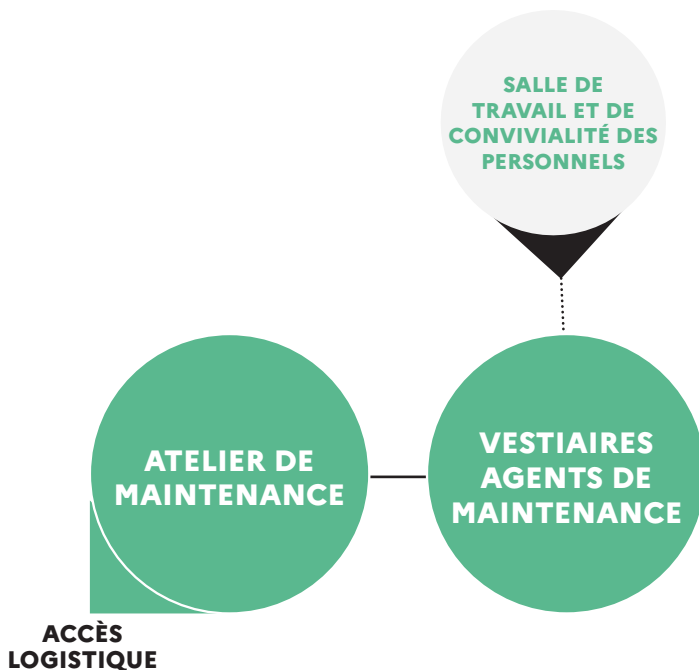 SALLE DE
TRAVAIL ET DE
CONVIVIALITÉ DES
PERSONNELS
ATELIER DE
MAINTENANCE
VESTIAIRES
AGENTS DE
MAINTENANCE
ACCÈS
LOGISTIQUE